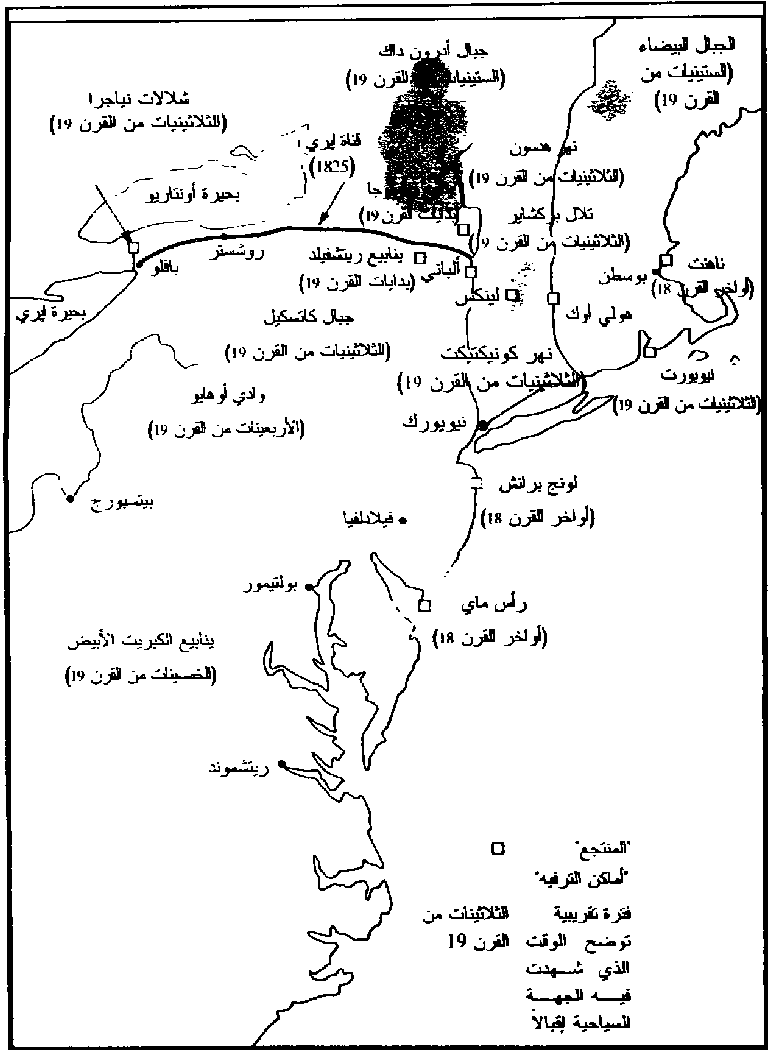 جبال أدرون داك
(الستينيات القرن 19)
الجبال البيضاء
(الستينيات من
القرن 19)
شلالات نياجرا
(الثلاثينيات من القرن 19)
قناة إيري
(1825)
نهر هدسون
(الثلاثينيات من القرن 19)
بحيرة أونتاريو
(بدايات القرن 19)
تلال بركشاير
(الثلاثينيات من القرن 19)
روشستر
بافلو
ينابيع ريتشفيلد
(بدايات القرن 19)
ألباني
لينكس
هولي أوك
بوسطن
ناهنت
(أواخر القرن 18)
بحيرة إيري
جبال كاتسكيل
(الثلاثينيات من القرن 19)
نهر كونيكتيكت
(الثلاثينيات من القرن 19)
نيوبورت
(الثلاثينيات من القرن 19)
وادي أوهايو
(الأربعينات من القرن 19)
نيويورك
بيتسبورج
لونج برانش
(أواخر القرن 18)
فيلادلفيا
بولتيمور
رأس ماي
(أواخر القرن 18)
ينابيع الكبريت الأبيض
(الخمسينات من القرن 19)
ريتشموند
"المنتجع"
"أماكن الترفيه"
فترة تقريبية الثلاثينات من
توضح الوقت القرن 19
الذي شهدت
فيه الجهة
السياحية إقبالاً